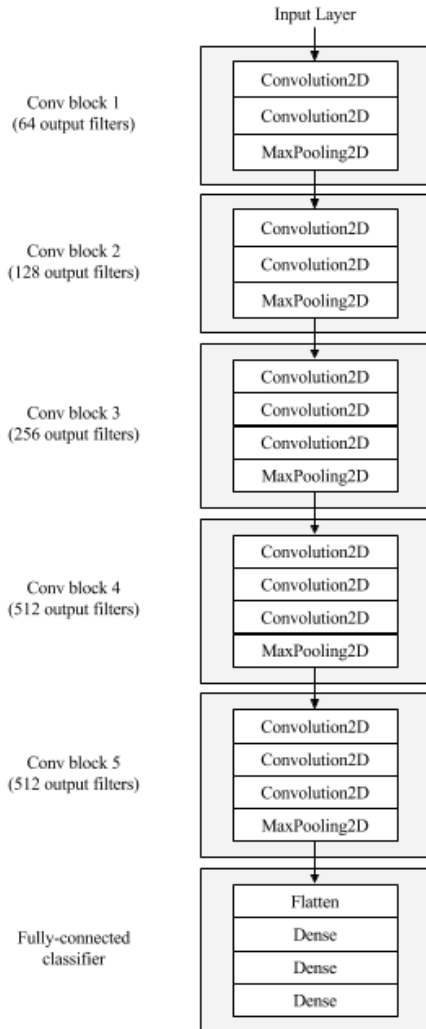 Input Layer
Conv block 1
(64 output filters)
Convolution2D
Convolution2D
MaxPooling2D
Conv block 2
(128 output filters)
Convolution2D
Convolution2D
MaxPooling2D
Conv block 3
(256 output filters)
Convolution2D
Convolution2D
Convolution2D
MaxPooling2D
Conv block 4
(512 output filters)
Convolution2D
Convolution2D
Convolution2D
MaxPooling2D
Conv block 5
(512 output filters)
Convolution2D
Convolution2D
Convolution2D
MaxPooling2D
Fully-connected
classifier
Flatten
Dense
Dense
Dense